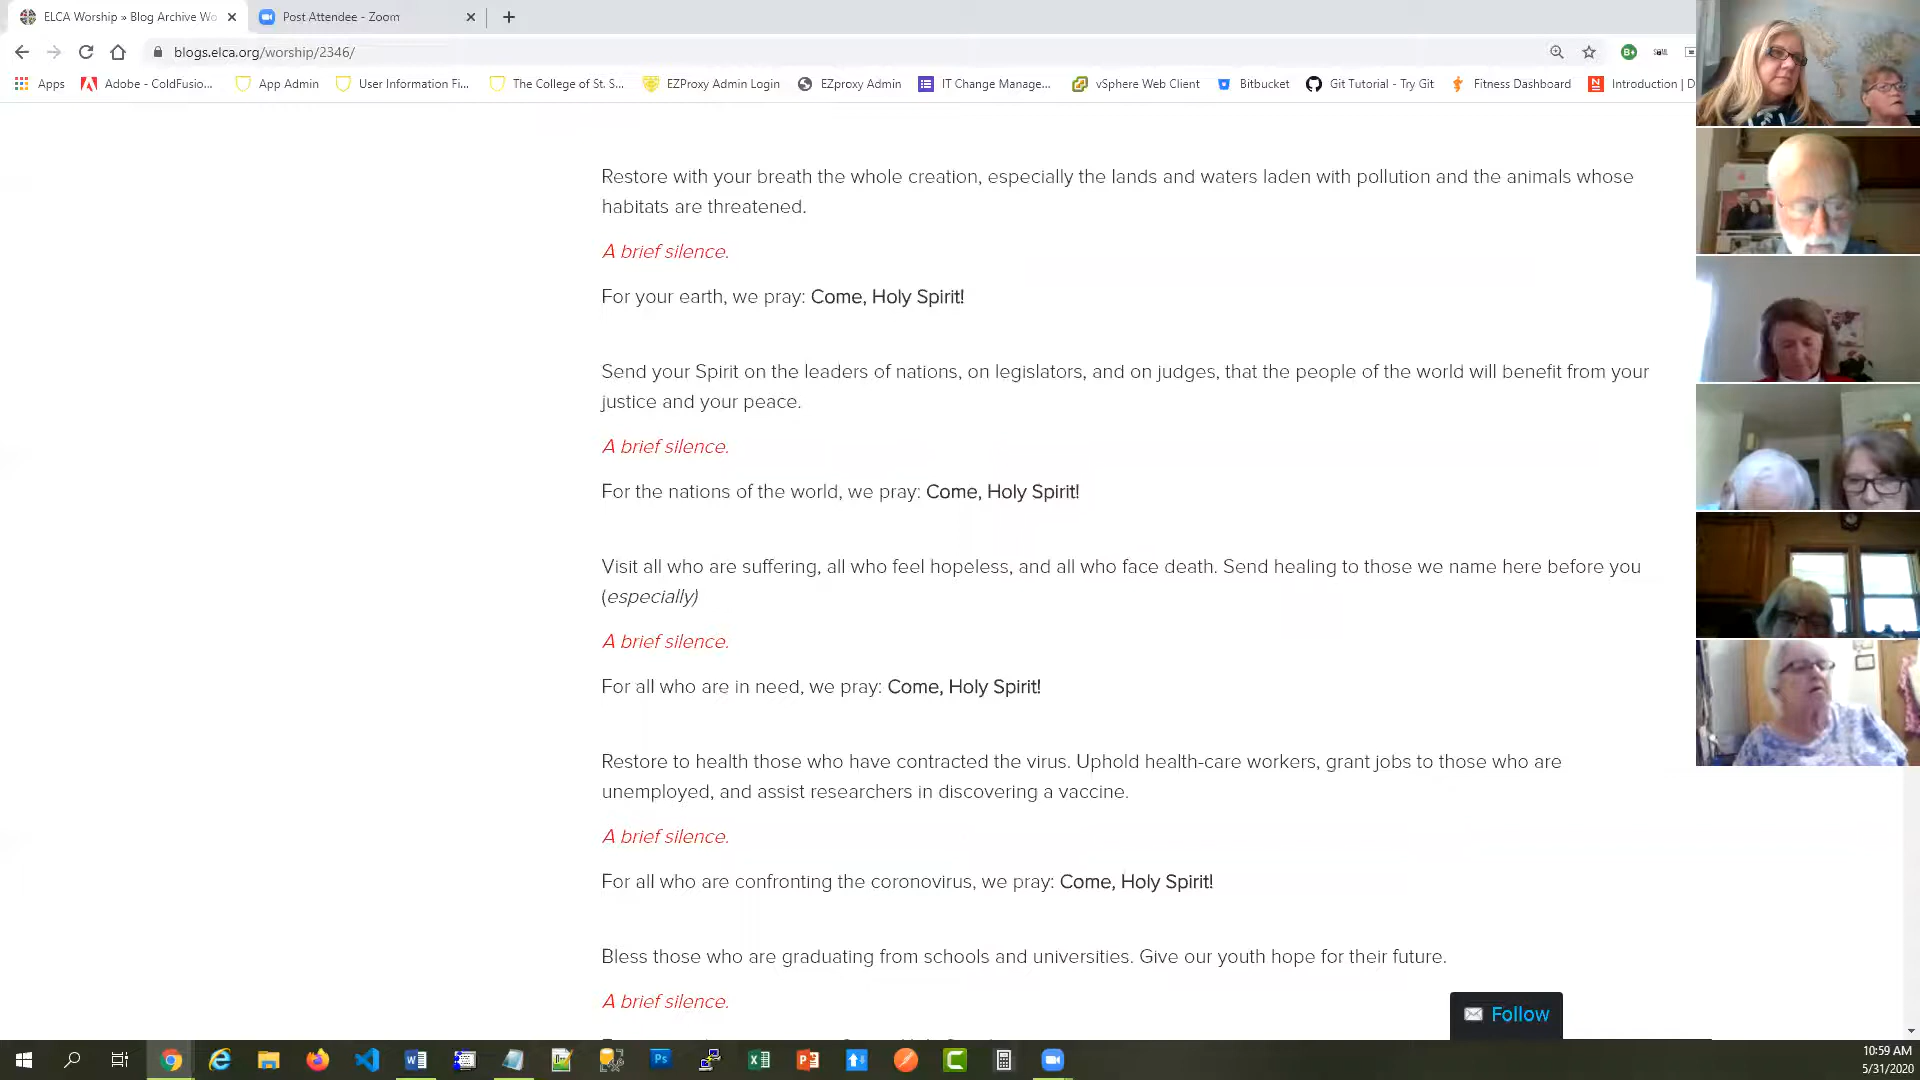 ELCA Worship » Blog Archive Wo
Post Attendee - Zoom
blogs.elca.org/worship/2346/
Apps
Adobe - ColdFusio...
App Admin
User Information Fi...
The College of St. S...
EZProxy Admin Login
EZproxy Admin
IT Change Manage...
vSphere Web Client
Bitbucket
Git Tutorial - Try Git
Fitness Dashboard
Introduction | D
Restore with your breath the whole creation, especially the lands and waters laden with pollution and the animals whose
habitats are threatened.
A brief silence.
For your earth, we pray: Come, Holy Spirit!
Send your Spirit on the leaders of nations, on legislators, and on judges, that the people of the world will benefit from your
justice and your peace.
A brief silence.
For the nations of the world, we pray: Come, Holy Spirit!
Visit all who are suffering, all who feel hopeless, and all who face death. Send healing to those we name here before you
(especially)
A brief silence.
For all who are in need, we pray: Come, Holy Spirit!
Restore to health those who have contracted the virus. Uphold health-care workers, grant jobs to those who are
unemployed, and assist researchers in discovering a vaccine.
A brief silence.
For all who are confronting the coronovirus, we pray: Come, Holy Spirit!
Bless those who are graduating from schools and universities. Give our youth hope for their future.
A brief silence.
Follow
10:59 AM
5/31/2020